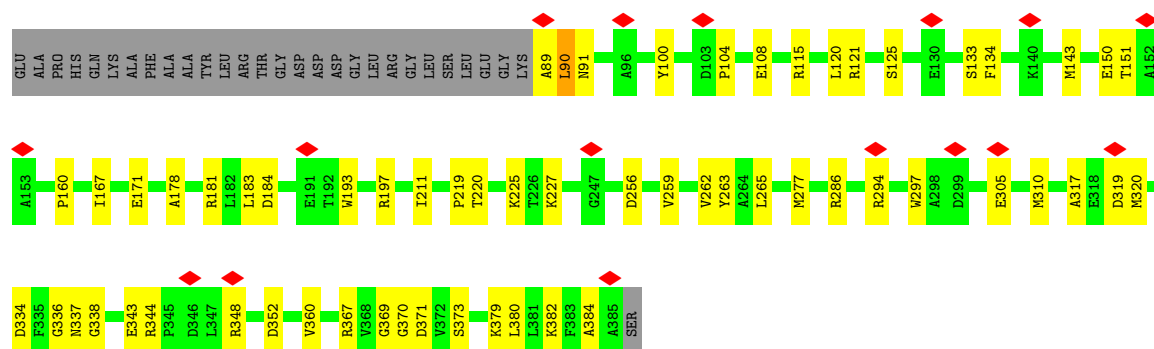 GLU ALA PRO HIS GLN LYS ALA PHE ALA ALA TYR LEU ARG THR GLY ASP ASP ASP GLY LEU ARG GLY LEU SER LEU GLU GLY LYS A89 L90 N91 A96 Y100 D103 P104 E108 R115 L120 R121 S125 E130 S133 F134 K140 M143 E150 T151 A152
A153 P160 I167 E171 A178 R181 L182 L183 D184 E191 T192 W193 R197 I211 P219 T220 K225 T226 K227 G247 D256 V259 V262 Y263 A264 L265 M277 R286 R294 W297 A298 D299 E305 M310 A317 E318 D319 M320
D334 F335 G336 N337 G338 E343 R344 P345 D346 L347 R348 D352 V360 R367 V368 G369 G370 D371 V372 S373 K379 L380 L381 K382 F383 A384 A385 SER